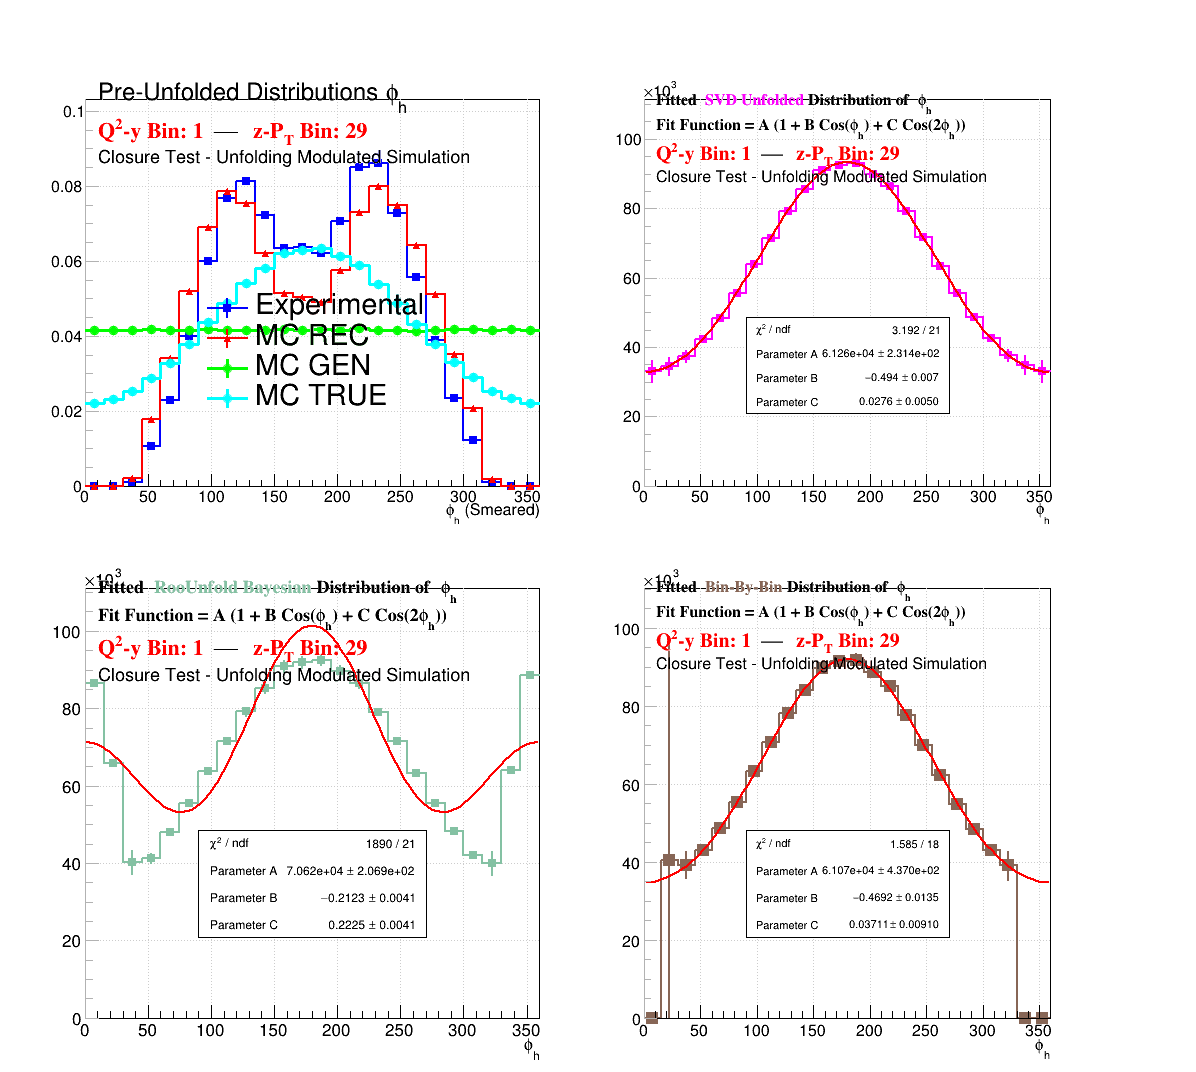 Pre-Unfolded Distributions ϕh
Q2-y Bin: 1 — z-PT Bin: 29
Closure Test - Unfolding Modulated Simulation
Experimental
MC REC
MC GEN
MC TRUE
0.1
0.08
0.06
0.04
0.02
0
0 50 100 150 200 250 300 350
ϕh (Smeared)
×10³
Fitted SVD Unfolded Distribution of ϕh
Fit Function = A (1 + B Cos(ϕh) + C Cos(2ϕh))
Q2-y Bin: 1 — z-PT Bin: 29
Closure Test - Unfolding Modulated Simulation
100
80
60
40
20
0
χ² / ndf 3.192 / 21
Parameter A 6.126e+04 ± 2.314e+02
Parameter B −0.494 ± 0.007
Parameter C 0.0276 ± 0.0050
0 50 100 150 200 250 300 350
ϕh
×10³
Fitted RooUnfold Bayesian Distribution of ϕh
Fit Function = A (1 + B Cos(ϕh) + C Cos(2ϕh))
Q2-y Bin: 1 — z-PT Bin: 29
Closure Test - Unfolding Modulated Simulation
100
80
60
40
20
0
χ² / ndf 1890 / 21
Parameter A 7.062e+04 ± 2.069e+02
Parameter B −0.2123 ± 0.0041
Parameter C 0.2225 ± 0.0041
0 50 100 150 200 250 300 350
ϕh
×10³
Fitted Bin-By-Bin Distribution of ϕh
Fit Function = A (1 + B Cos(ϕh) + C Cos(2ϕh))
Q2-y Bin: 1 — z-PT Bin: 29
Closure Test - Unfolding Modulated Simulation
100
80
60
40
20
0
χ² / ndf 1.585 / 18
Parameter A 6.107e+04 ± 4.370e+02
Parameter B −0.4692 ± 0.0135
Parameter C 0.03711 ± 0.00910
0 50 100 150 200 250 300 350
ϕh